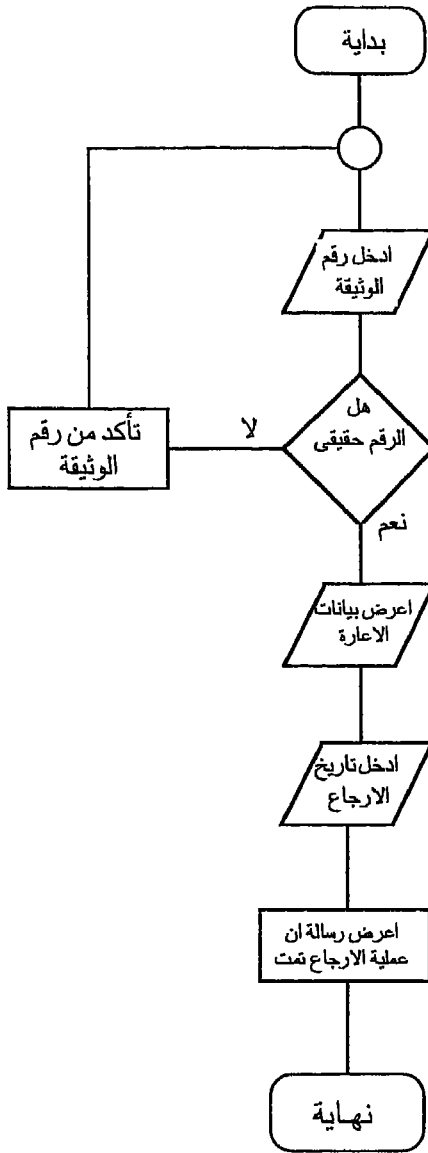 بداية
ادخل رقم
الوثيقة
هل
الرقم حقيقى
لا
تأكد من رقم
الوثيقة
نعم
اعرض بيانات
الاعارة
ادخل تاريخ
الارجاع
اعرض رسالة ان
عملية الارجاع تمت
نهاية